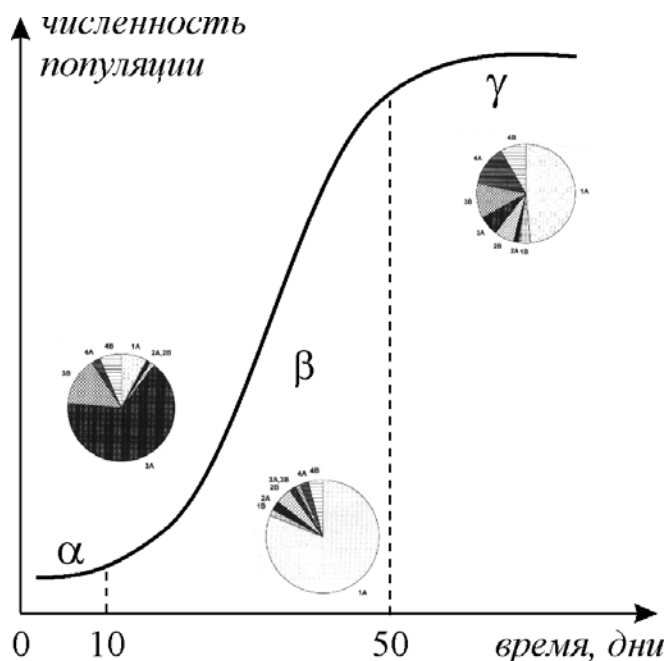 численность
популяции
γ
4B
4A
1A
3B
3A
2B
2A
1B
β
4B
4A
1A
2A,2B
3B
3A
3A,3B
4A
4B
2B
2A
1B
1A
α
0
10
50
время, дни